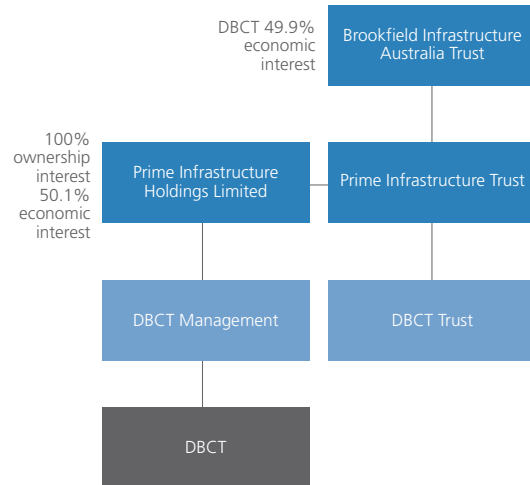 DBCT 49.9%
economic
interest
Brookfield Infrastructure
Australia Trust
100%
ownership
interest
50.1%
economic
interest
Prime Infrastructure
Holdings Limited
Prime Infrastructure Trust
DBCT Management
DBCT Trust
DBCT